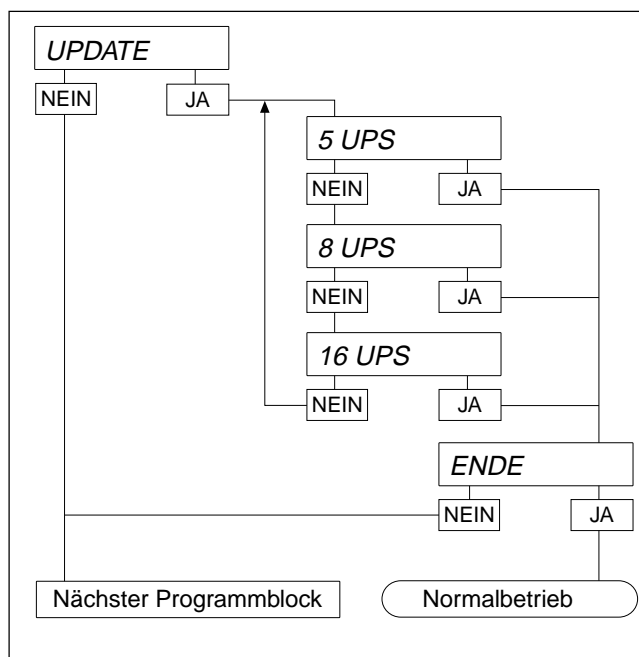 UPDATE
NEIN JA
5 UPS
NEIN JA
8 UPS
NEIN JA
16 UPS
NEIN JA
ENDE
NEIN JA
Nächster Programmblock Normalbetrieb